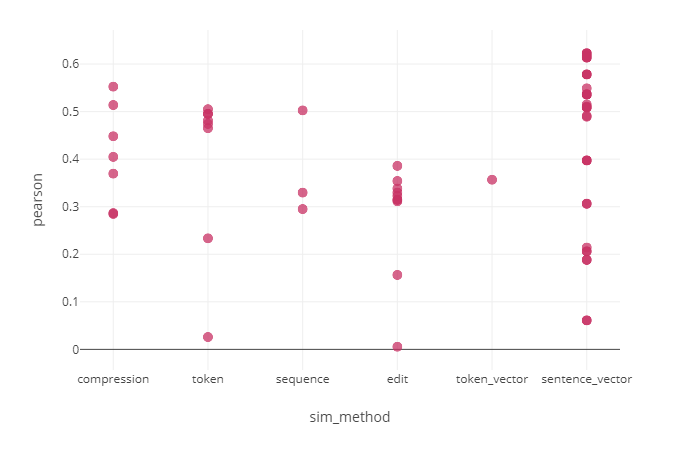 0.6
0.5
0.4
0.3
0.2
0.1
0
pearson
compression token sequence edit token_vector sentence_vector
sim_method